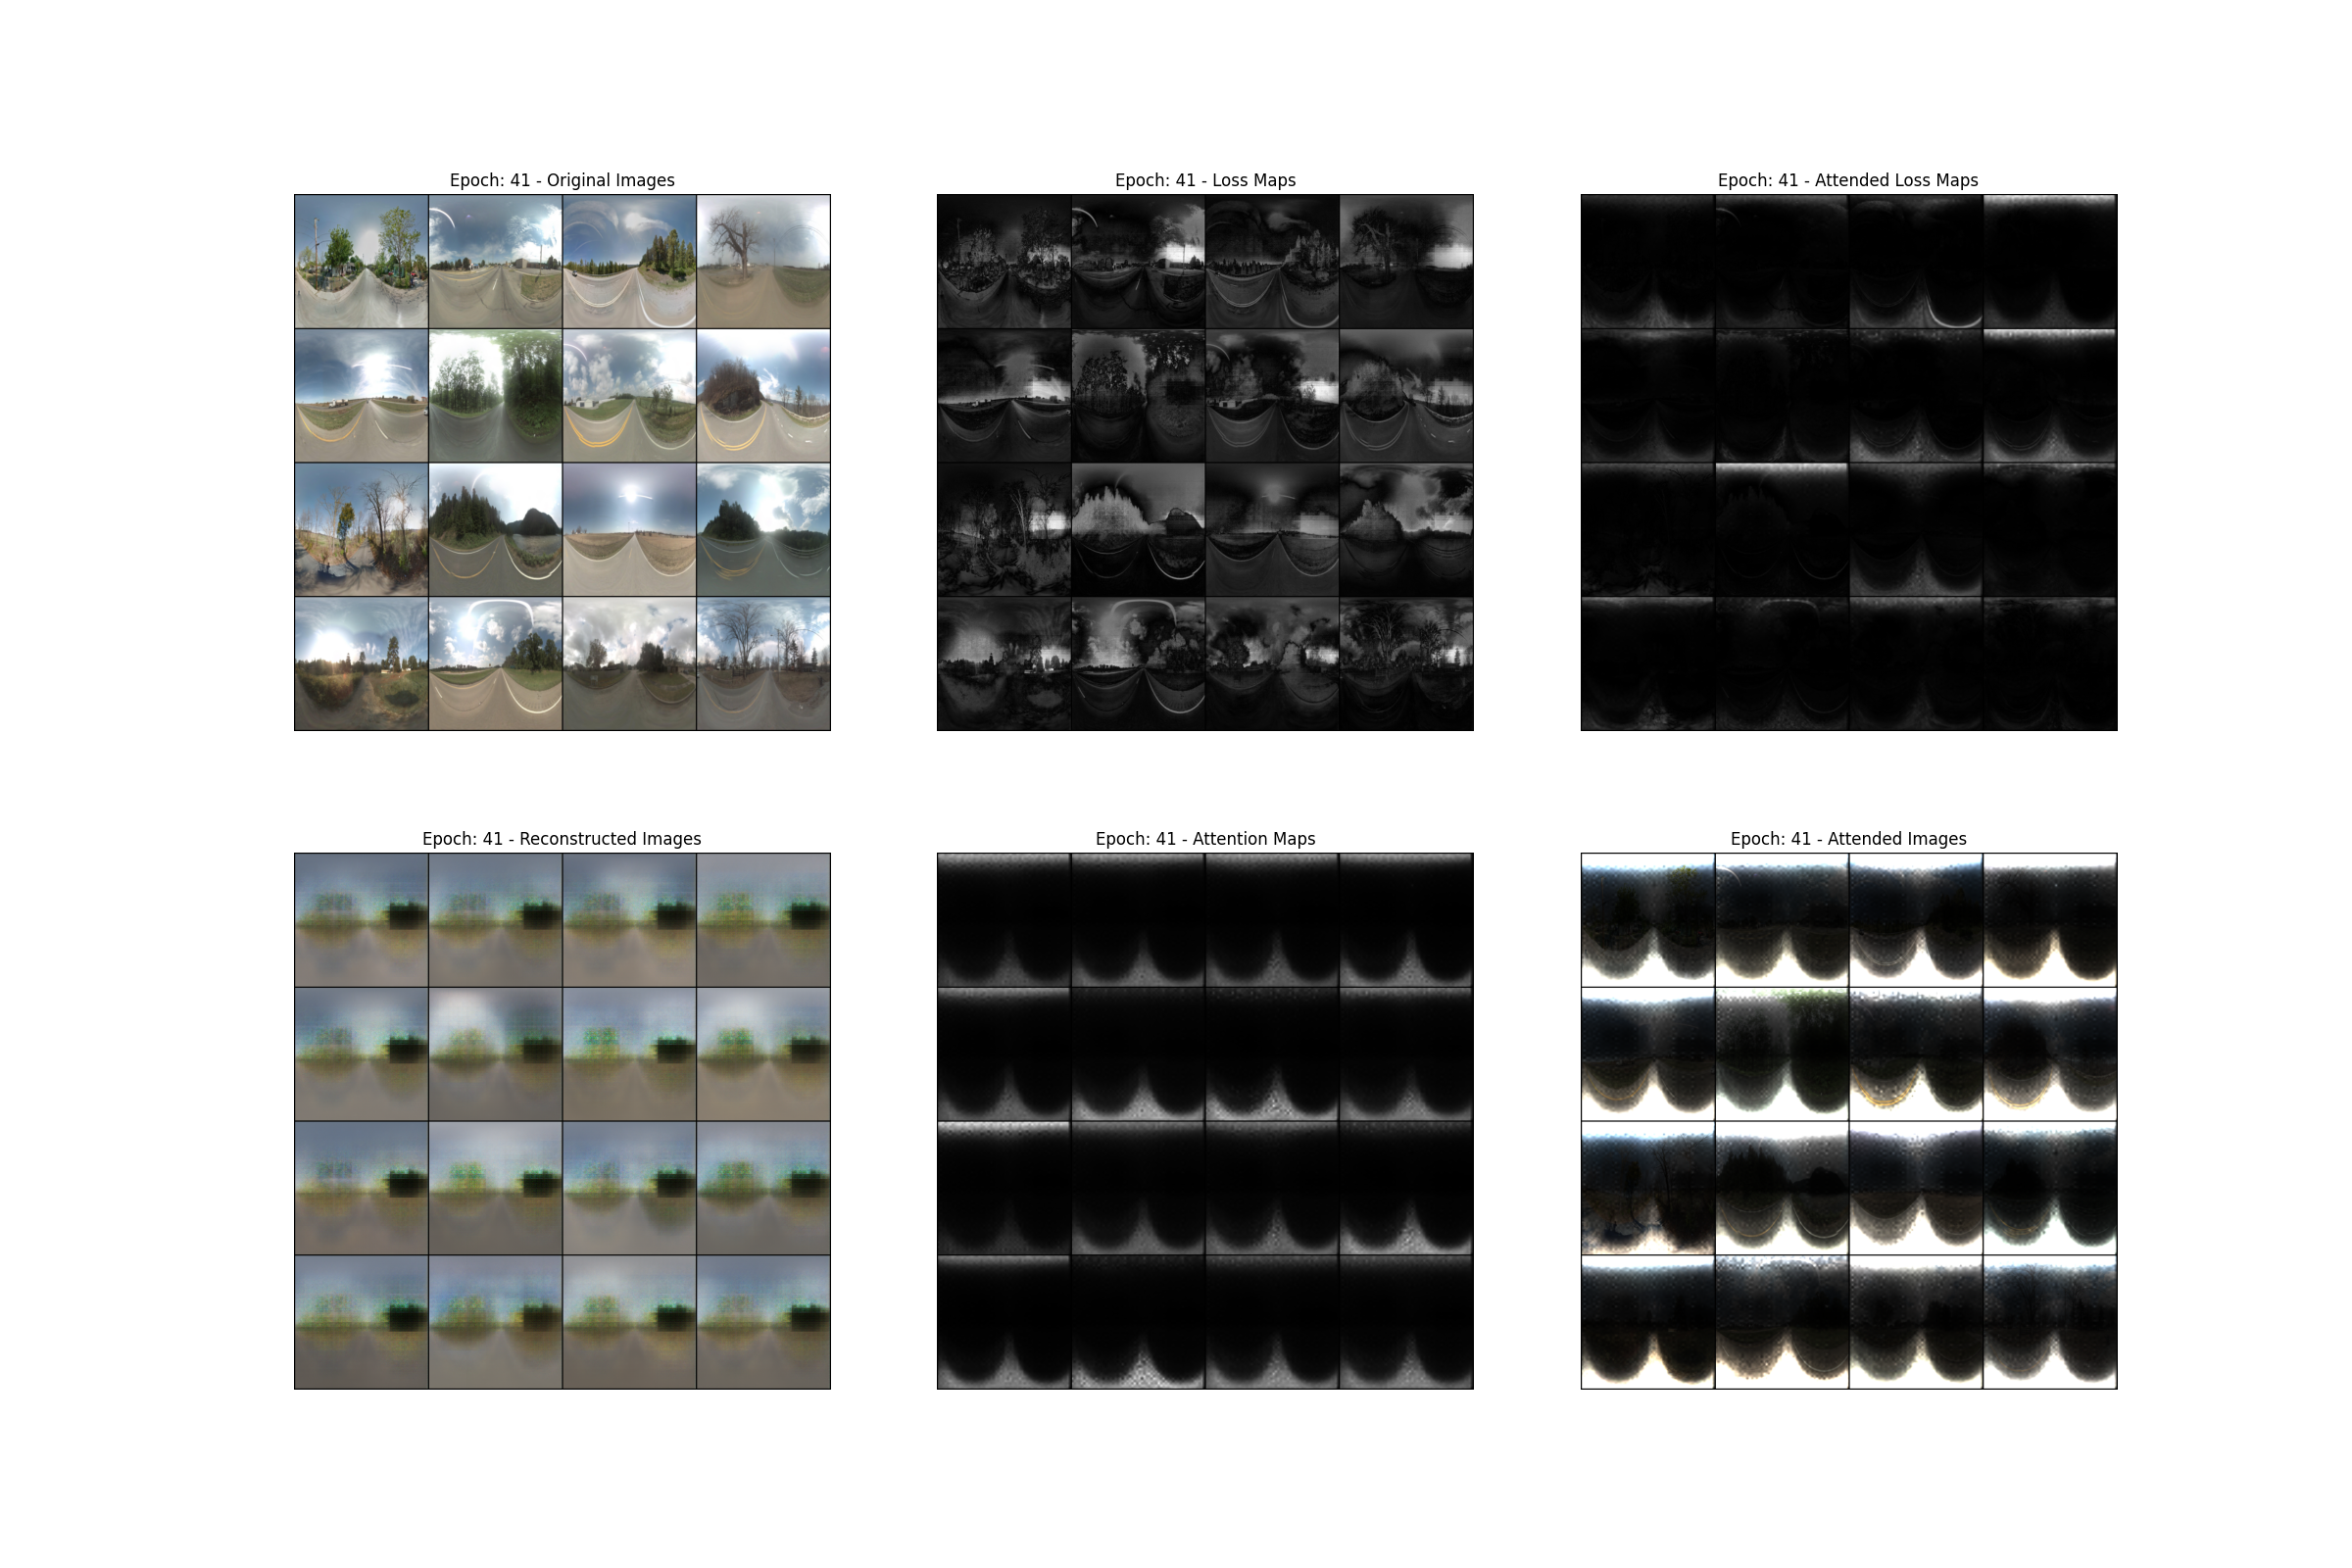 Epoch: 41 - Original Images
Epoch: 41 - Loss Maps
Epoch: 41 - Attended Loss Maps
Epoch: 41 - Reconstructed Images
Epoch: 41 - Attention Maps
Epoch: 41 - Attended Images